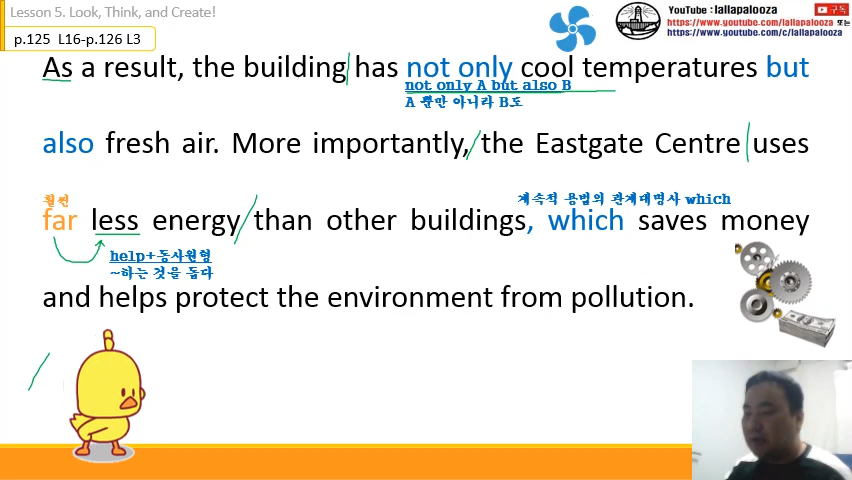 Lesson 5. Look, Think, and Create!
p.125 L16-p.126 L3
YouTube : @lallapalooza
구독
https://www.youtube.com/lallapalooza 또는
https://www.youtube.com/c/lallapalooza
As a result, the building has not only cool temperatures but
not only A but also B
A 뿐만 아니라 B도
also fresh air. More importantly, the Eastgate Centre uses
훨씬
계속적 용법의 관계대명사 which
far less energy than other buildings, which saves money
help+동사원형
~하는 것을 돕다
and helps protect the environment from pollution.